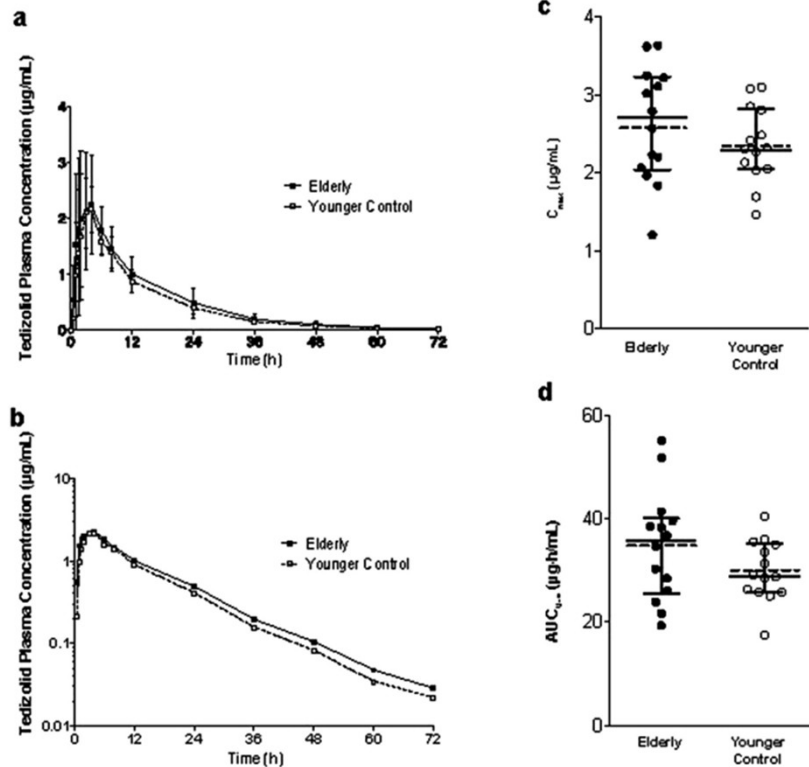 a
Tedizolid Plasma Concentration (µg/mL)
4
3
2
1
0
0 12 24 36 48 60 72
Time (h)
Elderly
Younger Control
b
Tedizolid Plasma Concentration (µg/mL)
10
1
0.1
0.01
0 12 24 36 48 60 72
Time (h)
Elderly
Younger Control
c
C
(µg/mL)
4
3
2
1
0
Elderly
Younger
Control
d
AUC
(µg·h/mL)
60
40
20
0
Elderly
Younger
Control